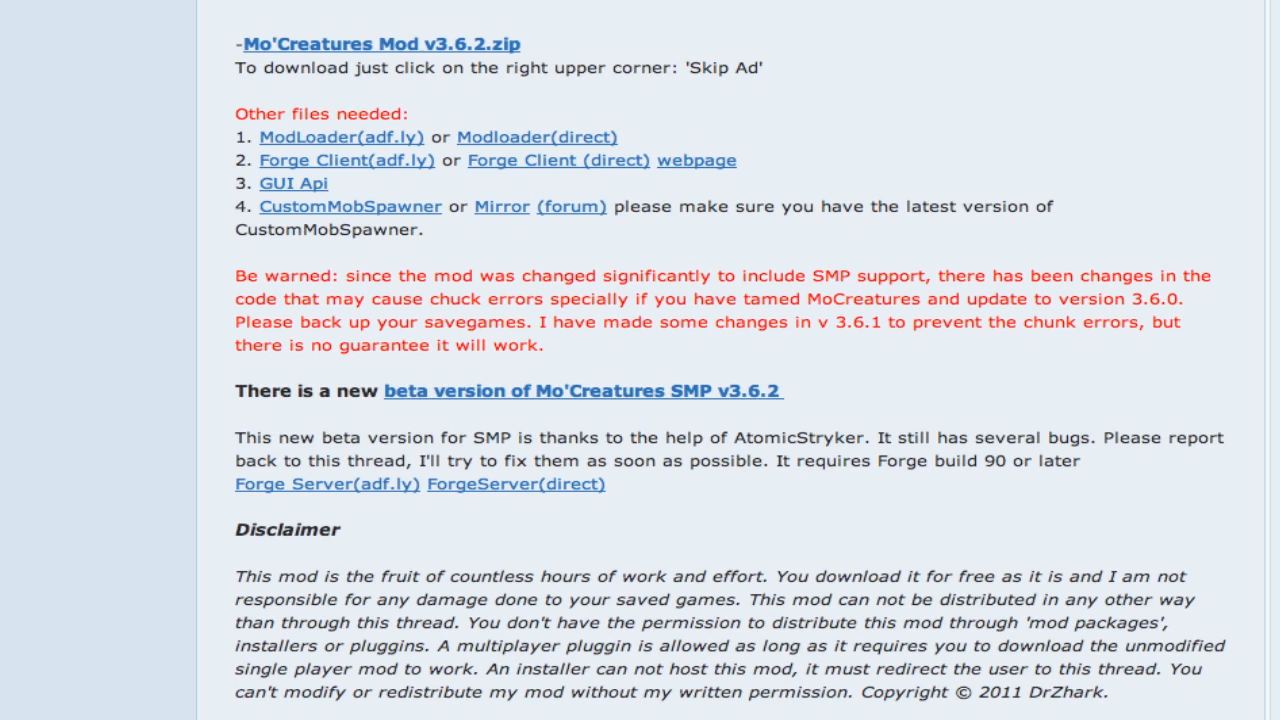 -Mo'Creatures Mod v3.6.2.zip
To download just click on the right upper corner: 'Skip Ad'
Other files needed:
1. ModLoader(adf.ly) or Modloader(direct)
2. Forge Client(adf.ly) or Forge Client (direct) webpage
3. GUI Api
4. CustomMobSpawner or Mirror (forum) please make sure you have the latest version of
CustomMobSpawner.
Be warned: since the mod was changed significantly to include SMP support, there has been changes in the
code that may cause chuck errors specially if you have tamed MoCreatures and update to version 3.6.0.
Please back up your savegames. I have made some changes in v 3.6.1 to prevent the chunk errors, but
there is no guarantee it will work.
There is a new beta version of Mo'Creatures SMP v3.6.2
This new beta version for SMP is thanks to the help of AtomicStryker. It still has several bugs. Please report
back to this thread, I'll try to fix them as soon as possible. It requires Forge build 90 or later
Forge Server(adf.ly) ForgeServer(direct)
Disclaimer
This mod is the fruit of countless hours of work and effort. You download it for free as it is and I am not
responsible for any damage done to your saved games. This mod can not be distributed in any other way
than through this thread. You don't have the permission to distribute this mod through 'mod packages',
installers or pluggins. A multiplayer pluggin is allowed as long as it requires you to download the unmodified
single player mod to work. An installer can not host this mod, it must redirect the user to this thread. You
can't modify or redistribute my mod without my written permission. Copyright © 2011 DrZhark.